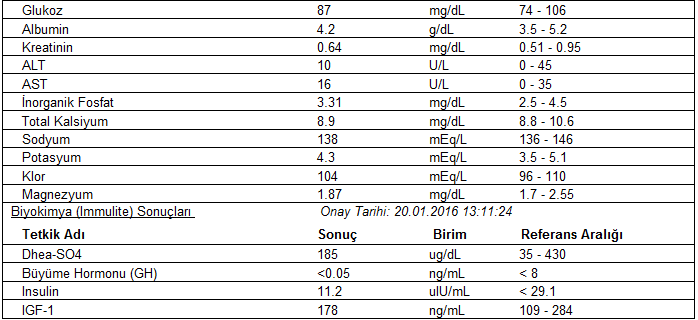 Glukoz 87 mg/dL 74 - 106
Albumin 4.2 g/dL 3.5 - 5.2
Kreatinin 0.64 mg/dL 0.51 - 0.95
ALT 10 U/L 0 - 45
AST 16 U/L 0 - 35
İnorganik Fosfat 3.31 mg/dL 2.5 - 4.5
Total Kalsiyum 8.9 mg/dL 8.8 - 10.6
Sodyum 138 mEq/L 136 - 146
Potasyum 4.3 mEq/L 3.5 - 5.1
Klor 104 mEq/L 96 - 110
Magnezyum 1.87 mg/dL 1.7 - 2.55
Biyokimya (Immulite) Sonuçları Onay Tarihi: 20.01.2016 13:11:24
Tetkik Adı Sonuç Birim Referans Aralığı
Dhea-SO4 185 ug/dL 35 - 430
Büyüme Hormonu (GH) <0.05 ng/mL < 8
Insulin 11.2 uIU/mL < 29.1
IGF-1 178 ng/mL 109 - 284